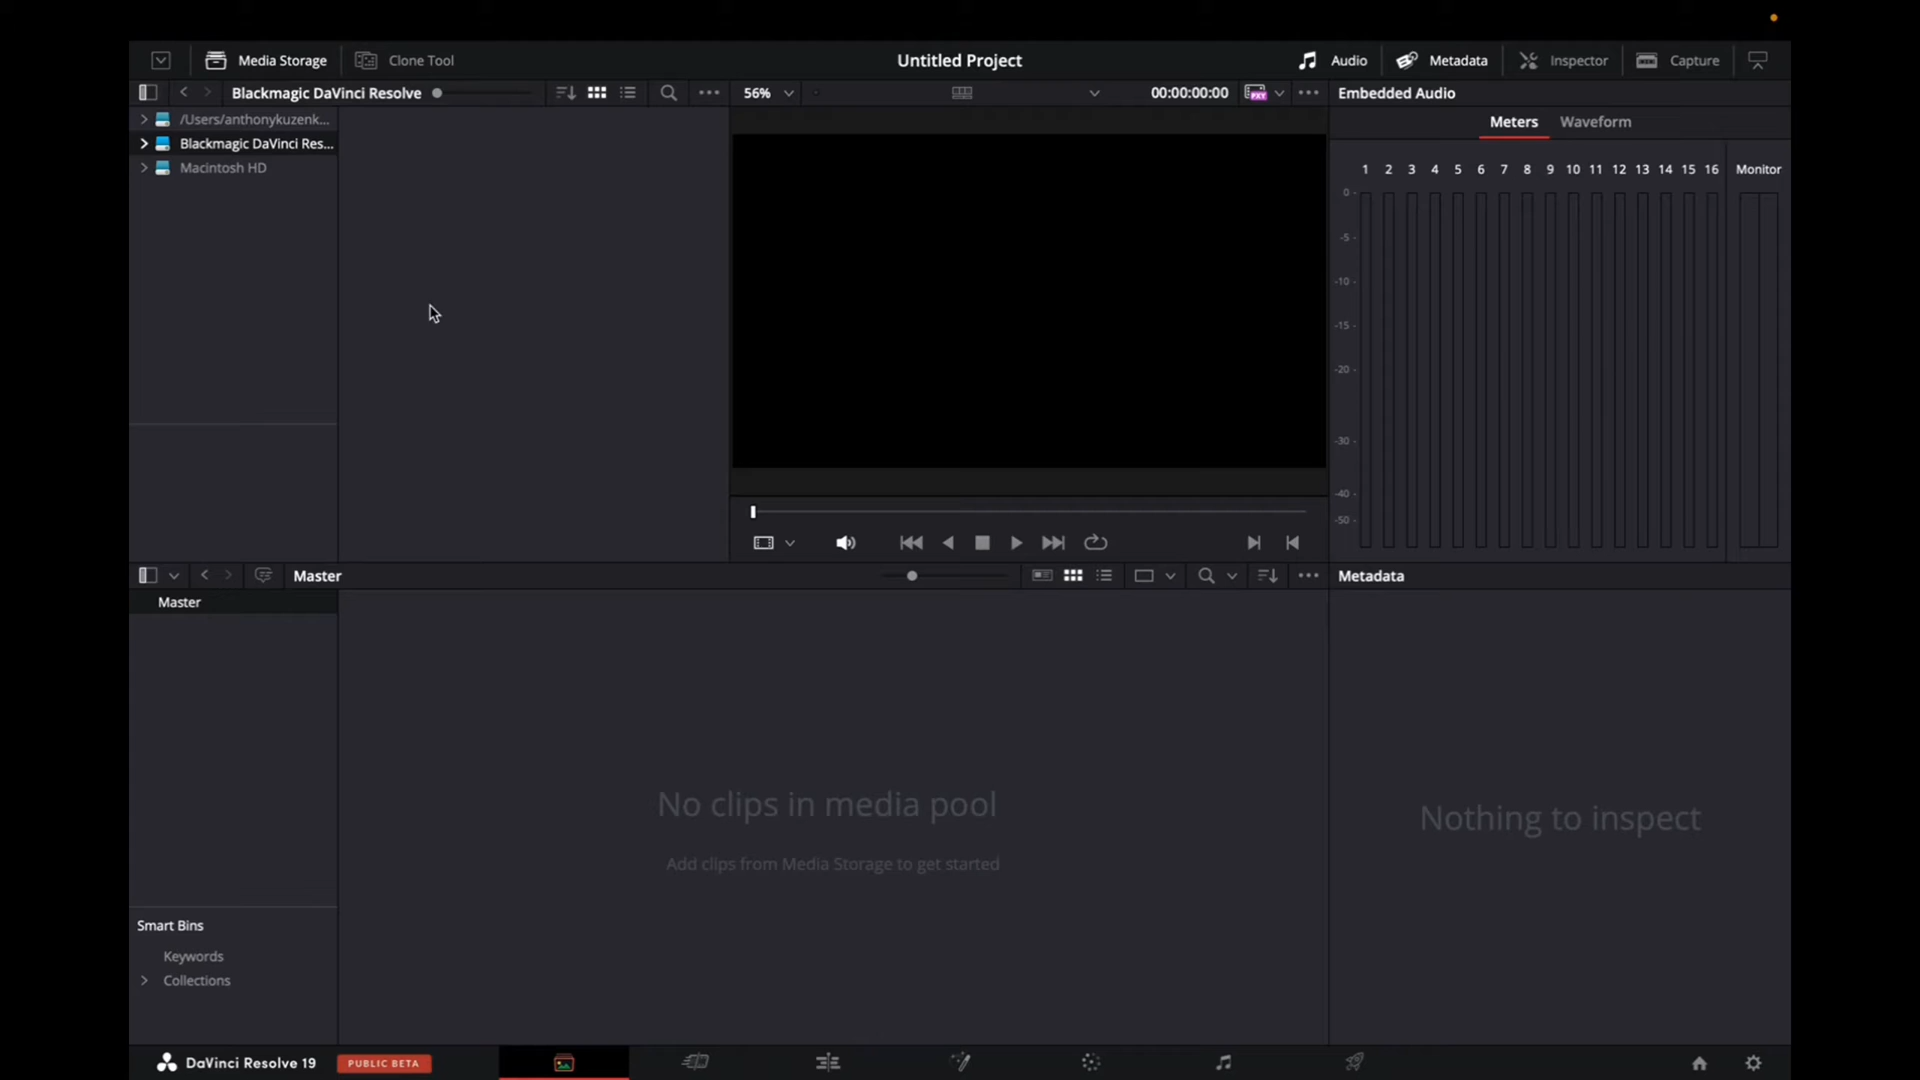 Media Storage Clone Tool Untitled Project Audio Metadata Inspector Capture
Blackmagic DaVinci Resolve 56% 00:00:00:00 PXY Embedded Audio
/Users/anthonykuzenk...
Blackmagic DaVinci Res...
Macintosh HD
Meters Waveform
1 2 3 4 5 6 7 8 9 10 11 12 13 14 15 16 Monitor
0 -
-5 -
-10 -
-15 -
-20 -
-30 -
-40 -
-50 -
Master Metadata
Master
No clips in media pool
Add clips from Media Storage to get started
Nothing to inspect
Smart Bins
Keywords
Collections
DaVinci Resolve 19 PUBLIC BETA